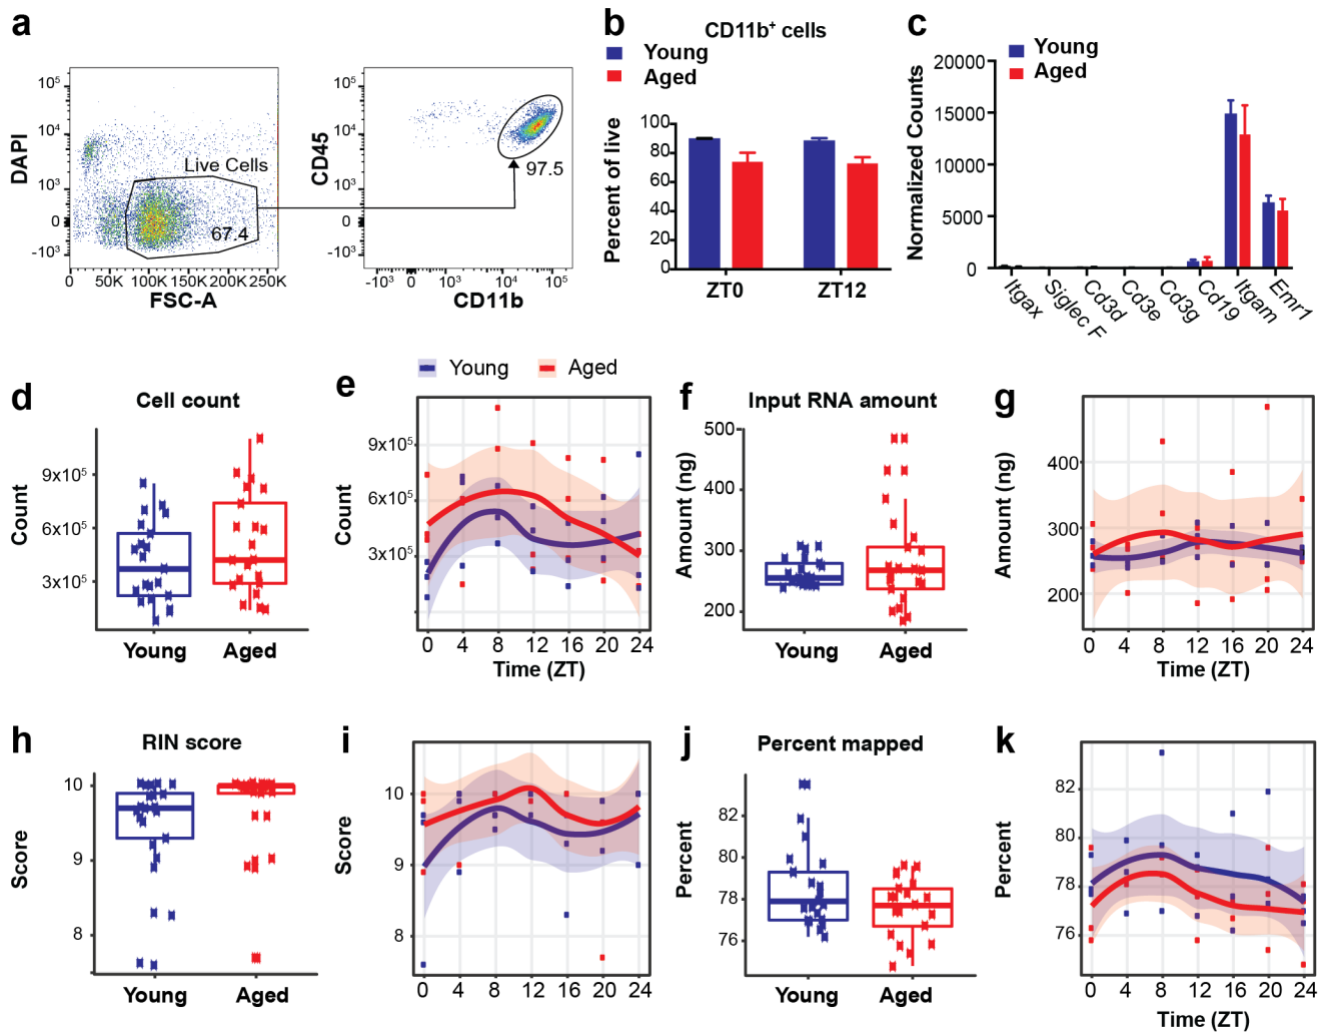 a
DAPI
10⁵
10⁴
10³
0
-10³
Live Cells
67.4
0 50K 100K 150K 200K 250K
FSC-A
CD45
10⁵
10⁴
10³
0
-10³
97.5
-10³ 0 10³ 10⁴ 10⁵
CD11b
b
CD11b⁺ cells
Young
Aged
Percent of live
100
80
60
40
20
0
ZT0 ZT12
c
Young
Aged
Normalized Counts
20000
15000
10000
5000
0
Itgax
Siglec F
Cd3d
Cd3e
Cd3g
Cd19
Itgam
Emr1
Young Aged
d
Cell count
Count
9x10⁵
6x10⁵
3x10⁵
Young Aged
e
Count
9x10⁵
6x10⁵
3x10⁵
0 4 8 12 16 20 24
Time (ZT)
f
Input RNA amount
Amount (ng)
500
400
300
200
Young Aged
g
Amount (ng)
400
300
200
0 4 8 12 16 20 24
Time (ZT)
h
RIN score
Score
10
9
8
Young Aged
i
Score
10
9
8
0 4 8 12 16 20 24
j
Percent mapped
Percent
82
80
78
76
Young Aged
k
Percent
82
80
78
76
0 4 8 12 16 20 24
Time (ZT)